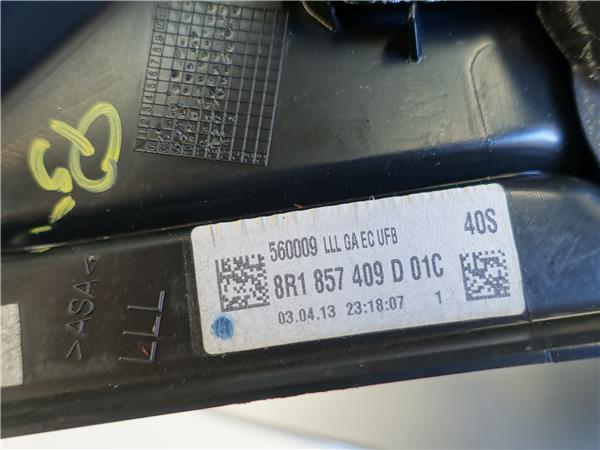 560009 LLL GA EC UFB 40S
8R1 857 409 D 01C
03.04.13 23:18:07 1
>ASA<
LLL